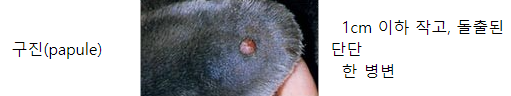 구진(papule)
1cm 이하 작고, 돌출된
단단
한 병변